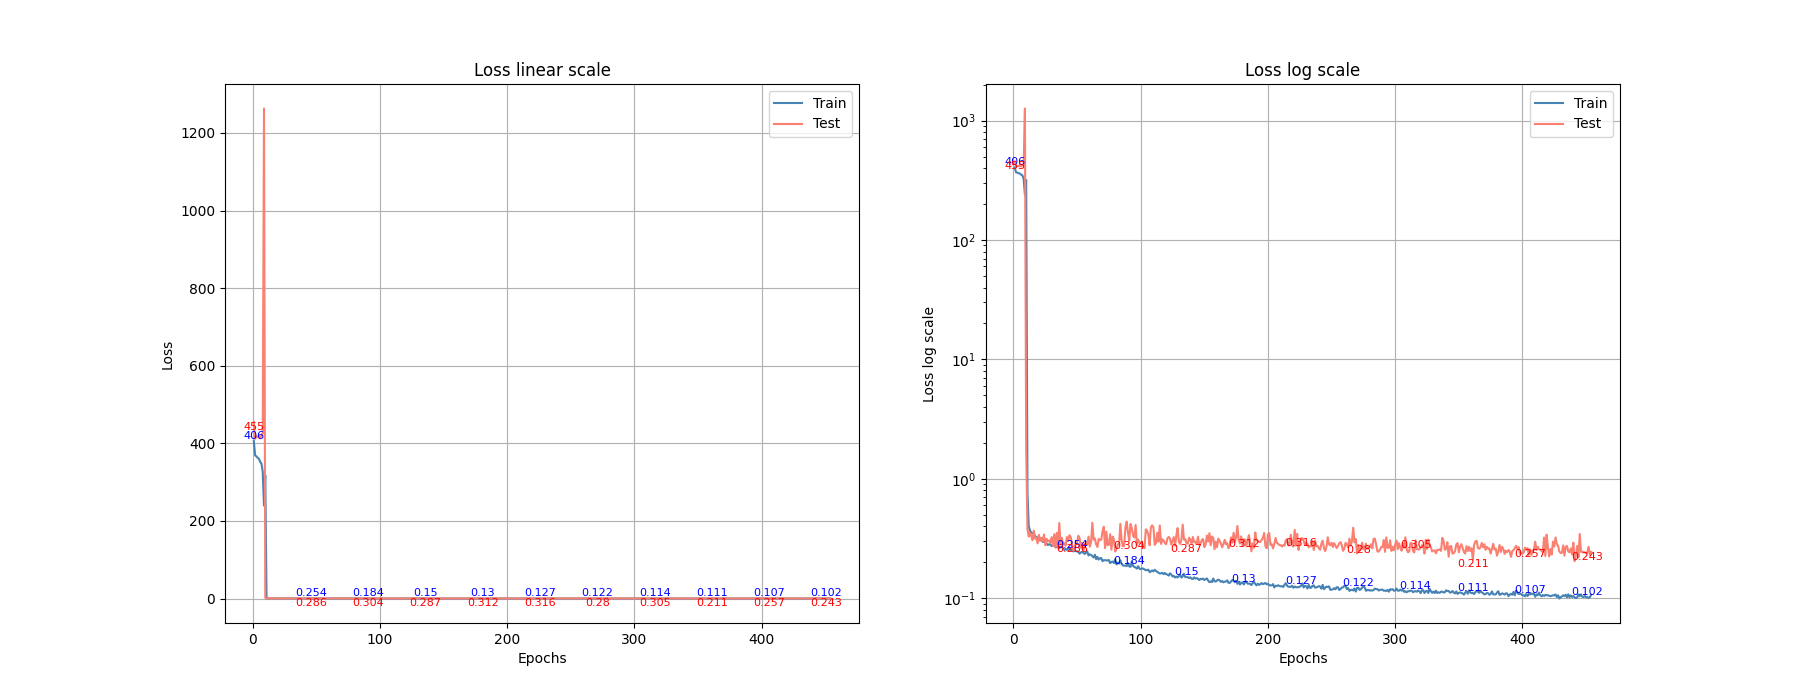 Loss linear scale
Train
Test
1200
1000
800
600
400
200
0
Loss
455
406
0.254 0.184 0.15 0.13 0.127 0.122 0.114 0.111 0.107 0.102
0.286 0.304 0.287 0.312 0.316 0.28 0.305 0.211 0.257 0.243
0 100 200 300 400
Epochs
Loss log scale
Train
Test
10³
10²
10¹
10⁰
10⁻¹
Loss log scale
406
455
0.254
0.286 0.304 0.287 0.312 0.316 0.28 0.305 0.211 0.257 0.243
0.184 0.15 0.13 0.127 0.122 0.114 0.111 0.107 0.102
0 100 200 300 400
Epochs